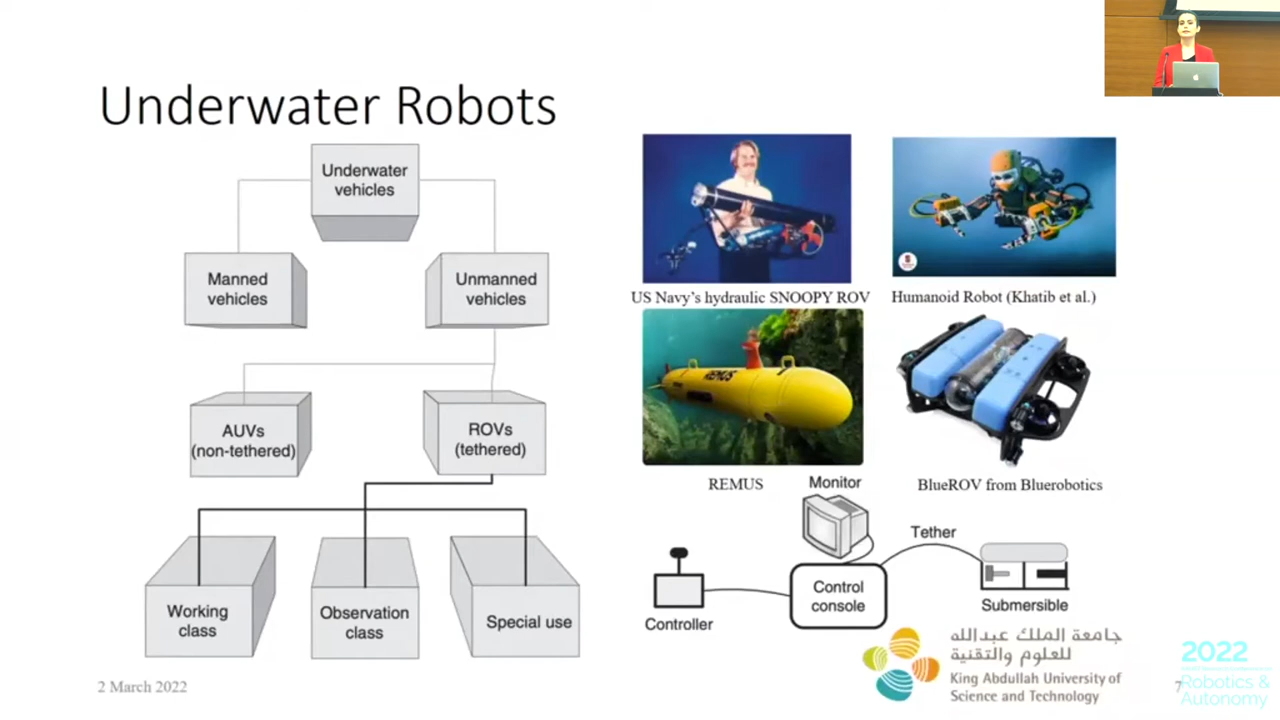 Underwater Robots
Underwater
vehicles
Manned
vehicles
Unmanned
vehicles
AUVs
(non-tethered)
ROVs
(tethered)
Working
class
Observation
class
Special use
US Navy's hydraulic SNOOPY ROV
Humanoid Robot (Khatib et al.)
REMUS
REMUS
BlueROV from Bluerobotics
Monitor
Tether
Control
console
Controller
Submersible
جامعة الملك عبدالله
للعلوم والتقنية
King Abdullah University of
Science and Technology
2 March 2022
7
2022
Robotics &
Autonomy